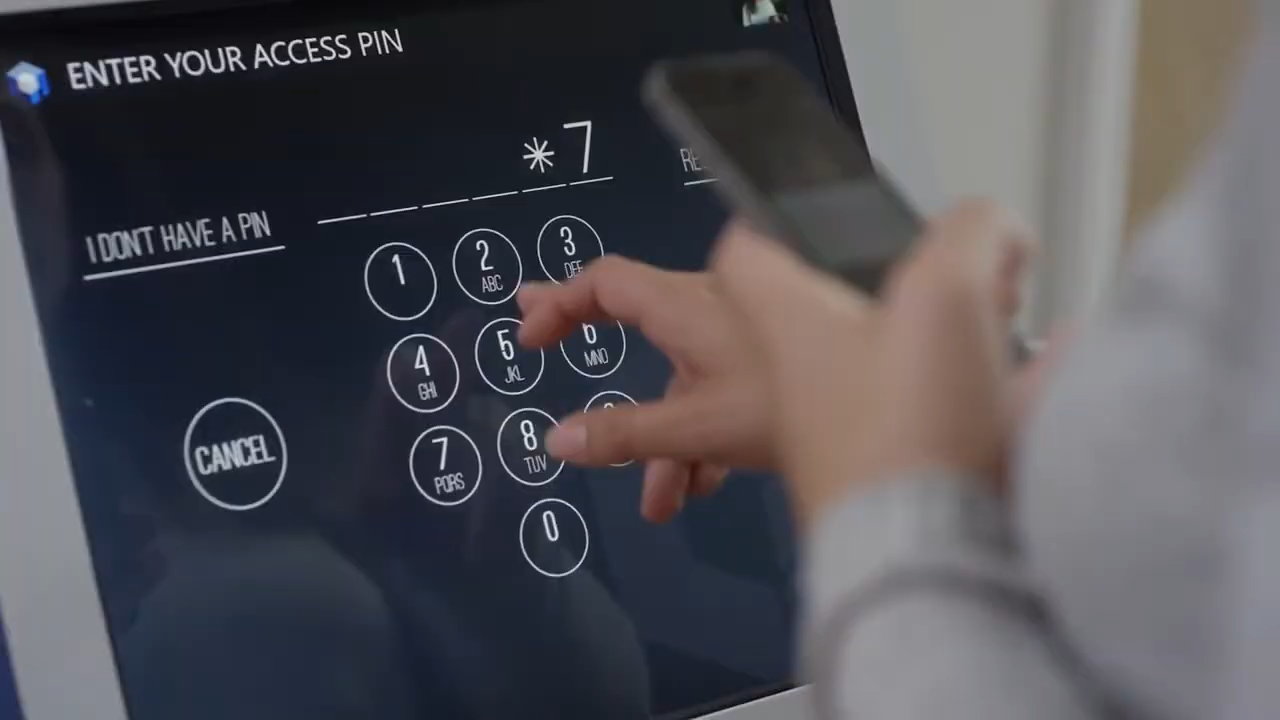 ENTER YOUR ACCESS PIN
*7
I DON'T HAVE A PIN
1
2
ABC
3
DEF
4
GHI
5
JKL
6
MNO
7
PQRS
8
TUV
0
CANCEL